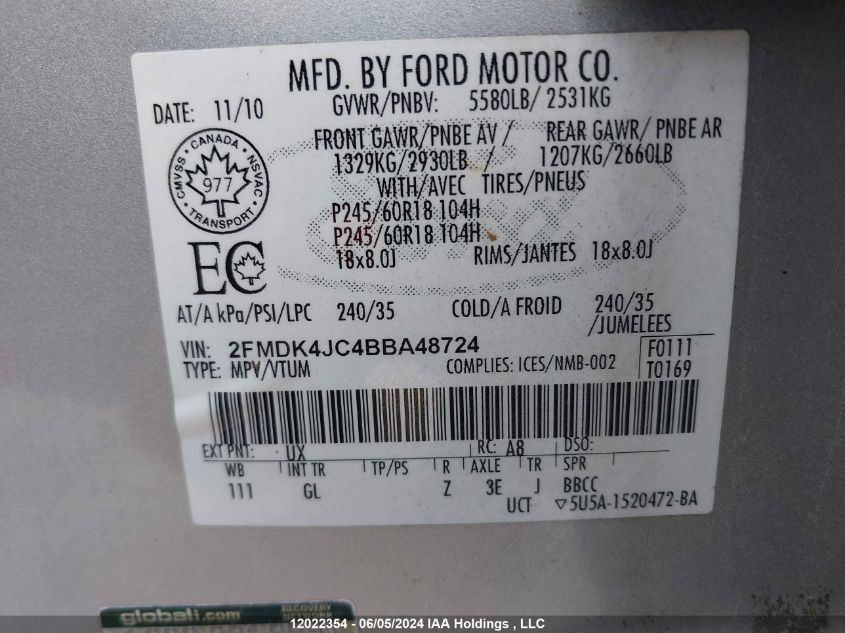 MFD. BY FORD MOTOR CO.
DATE: 11/10
GVWR/PNBV: 5580LB/ 2531KG
FRONT GAWR/PNBE AV / REAR GAWR/ PNBE AR
1329KG/2930LB / 1207KG/2660LB
WITH/AVEC TIRES/PNEUS
P245/60R18 104H
P245/60R18 104H
18x8.0J RIMS/JANTES 18x8.0J
CMVSS • CANADA • NSVAC • TRANSPORT •
977
EC
AT/A kPa/PSI/LPC 240/35 COLD/A FROID 240/35
/JUMELEES
VIN: 2FMDK4JC4BBA48724 F0111
TYPE: MPV/VTUM COMPLIES: ICES/NMB-002 T0169
EXT PNT: UX RC: A8 DSO:
WB INT TR TP/PS R AXLE TR SPR
111 GL Z 3E J BBCC
UCT ▽5U5A-1520472-BA
globali.com RECOVERY NETWORK
12022354 - 06/05/2024 IAA Holdings , LLC